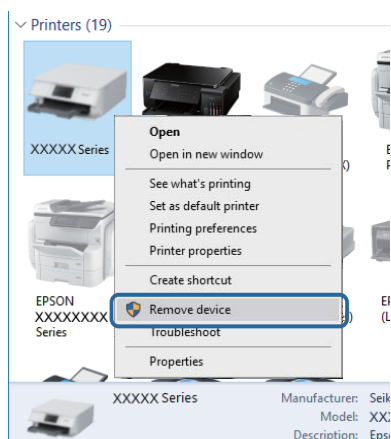 Printers (19)
XXXXX Series
Open
Open in new window
See what's printing
Set as default printer
Printing preferences
Printer properties
Create shortcut
Remove device
Troubleshoot
Properties
EPSON
XXXXXXXX
Series
XXXXX Series
Manufacturer:
Model:
Description: